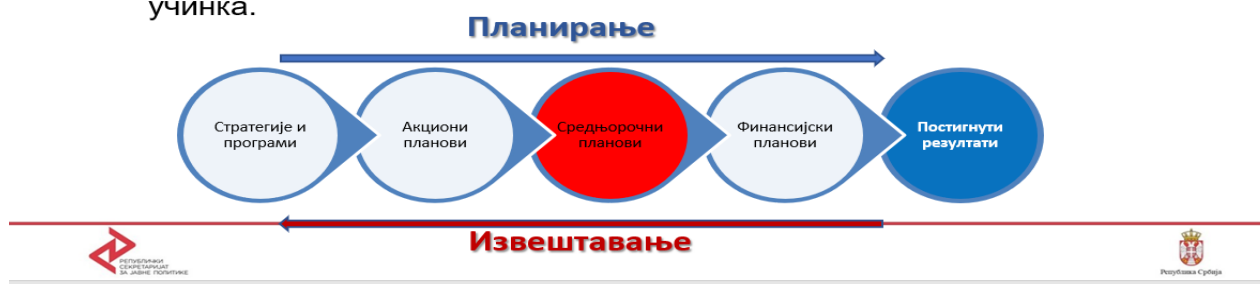 учинка.
Планирање
Стратегије и
програми
Акциони
планови
Средњорочни
планови
Финансијски
планови
Постигнути
резултати
Извештавање
РЕПУБЛИЧКИ
СЕКРЕТАРИЈАТ
ЗА ЈАВНЕ ПОЛИТИКЕ
Република Србија